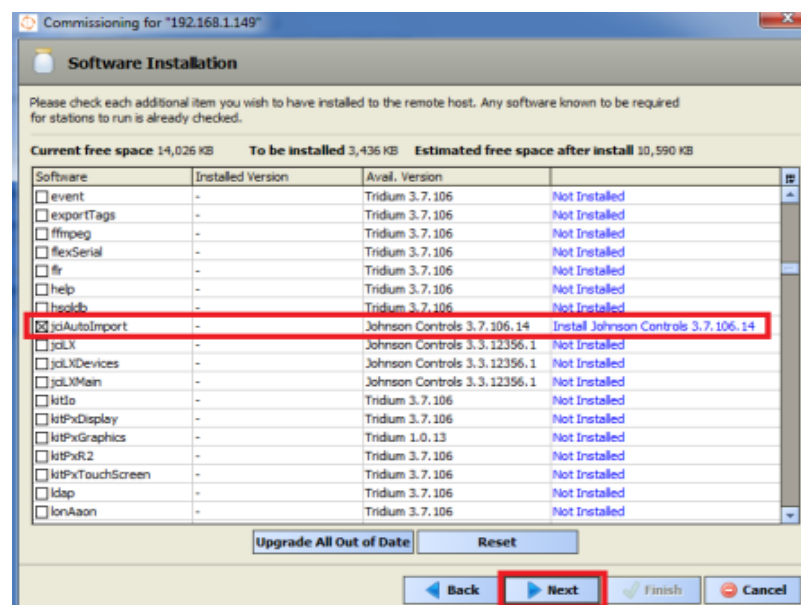 Commissioning for "192.168.1.149"
Software Installation
Please check each additional item you wish to have installed to the remote host. Any software known to be required
for stations to run is already checked.
Current free space 14,026 KB To be installed 3,436 KB Estimated free space after install 10,590 KB
Software Installed Version Avail. Version
event - Tridium 3.7.106 Not Installed
exportTags - Tridium 3.7.106 Not Installed
ffmpeg - Tridium 3.7.106 Not Installed
flexSerial - Tridium 3.7.106 Not Installed
flr - Tridium 3.7.106 Not Installed
help - Tridium 3.7.106 Not Installed
hsqldb - Tridium 3.7.106 Not Installed
jciAutoImport - Johnson Controls 3.7.106.14 Install Johnson Controls 3.7.106.14
jciLX - Johnson Controls 3.3.12356.1 Not Installed
jciLXDevices - Johnson Controls 3.3.12356.1 Not Installed
jciLXMain - Johnson Controls 3.3.12356.1 Not Installed
kitIo - Tridium 3.7.106 Not Installed
kitPxDisplay - Tridium 3.7.106 Not Installed
kitPxGraphics - Tridium 1.0.13 Not Installed
kitPxR2 - Tridium 3.7.106 Not Installed
kitPxTouchScreen - Tridium 3.7.106 Not Installed
ldap - Tridium 3.7.106 Not Installed
lonAaon - Tridium 3.7.106 Not Installed
Upgrade All Out of Date Reset
Back Next Finish Cancel